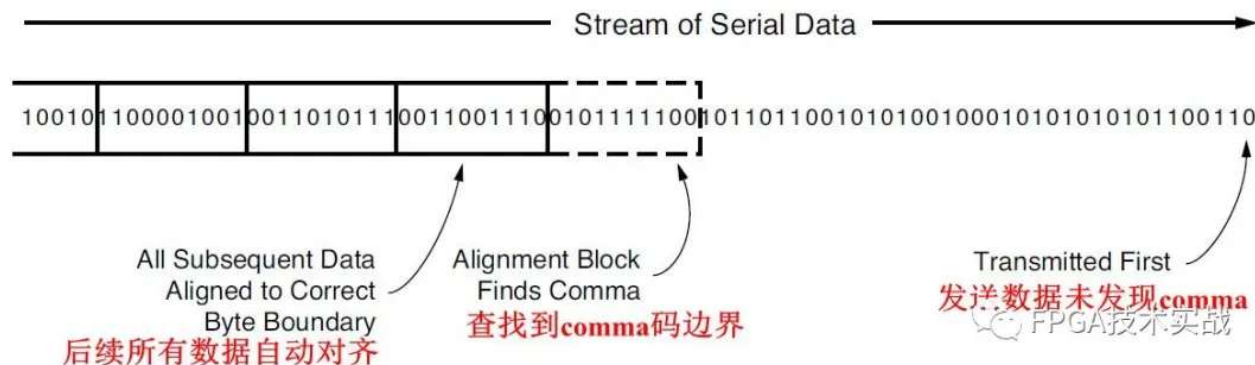 Stream of Serial Data
1001011000010010011010111001100111001011111001011011001010100100010101010101100110
All Subsequent Data
Aligned to Correct
Byte Boundary
后续所有数据自动对齐
Alignment Block
Finds Comma
查找到comma码边界
Transmitted First
发送数据未发现comma
FPGA技术实战